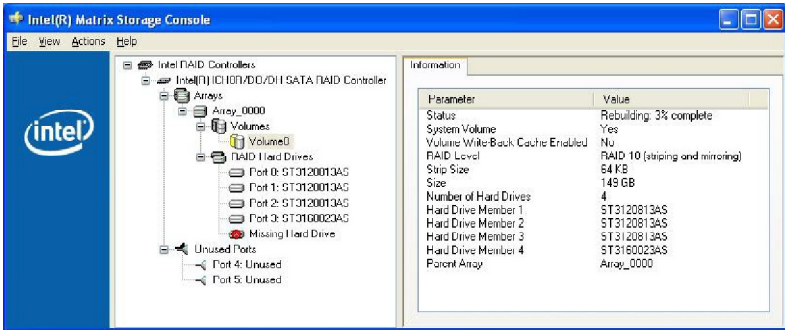 Intel(R) Matrix Storage Console
File View Actions Help
intel
Intel RAID Controllers
Intel(R) ICH8R/DO/DH SATA RAID Controller
Arrays
Array_0000
Volumes
Volume0
RAID Hard Drives
Port 0: ST3120813AS
Port 1: ST3120813AS
Port 2: ST3120813AS
Port 3: ST3160023AS
Missing Hard Drive
Unused Ports
Port 4: Unused
Port 5: Unused
Information
Parameter Value
Status Rebuilding: 3% complete
System Volume Yes
Volume Write-Back Cache Enabled No
RAID Level RAID 10 (striping and mirroring)
Strip Size 64 KB
Size 149 GB
Number of Hard Drives 4
Hard Drive Member 1 ST3120813AS
Hard Drive Member 2 ST3120813AS
Hard Drive Member 3 ST3120813AS
Hard Drive Member 4 ST3160023AS
Parent Array Array_0000